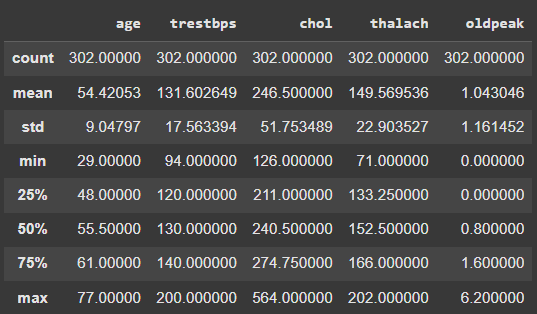 age trestbps chol thalach oldpeak
count 302.00000 302.000000 302.000000 302.000000 302.000000
mean 54.42053 131.602649 246.500000 149.569536 1.043046
std 9.04797 17.563394 51.753489 22.903527 1.161452
min 29.00000 94.000000 126.000000 71.000000 0.000000
25% 48.00000 120.000000 211.000000 133.250000 0.000000
50% 55.50000 130.000000 240.500000 152.500000 0.800000
75% 61.00000 140.000000 274.750000 166.000000 1.600000
max 77.00000 200.000000 564.000000 202.000000 6.200000